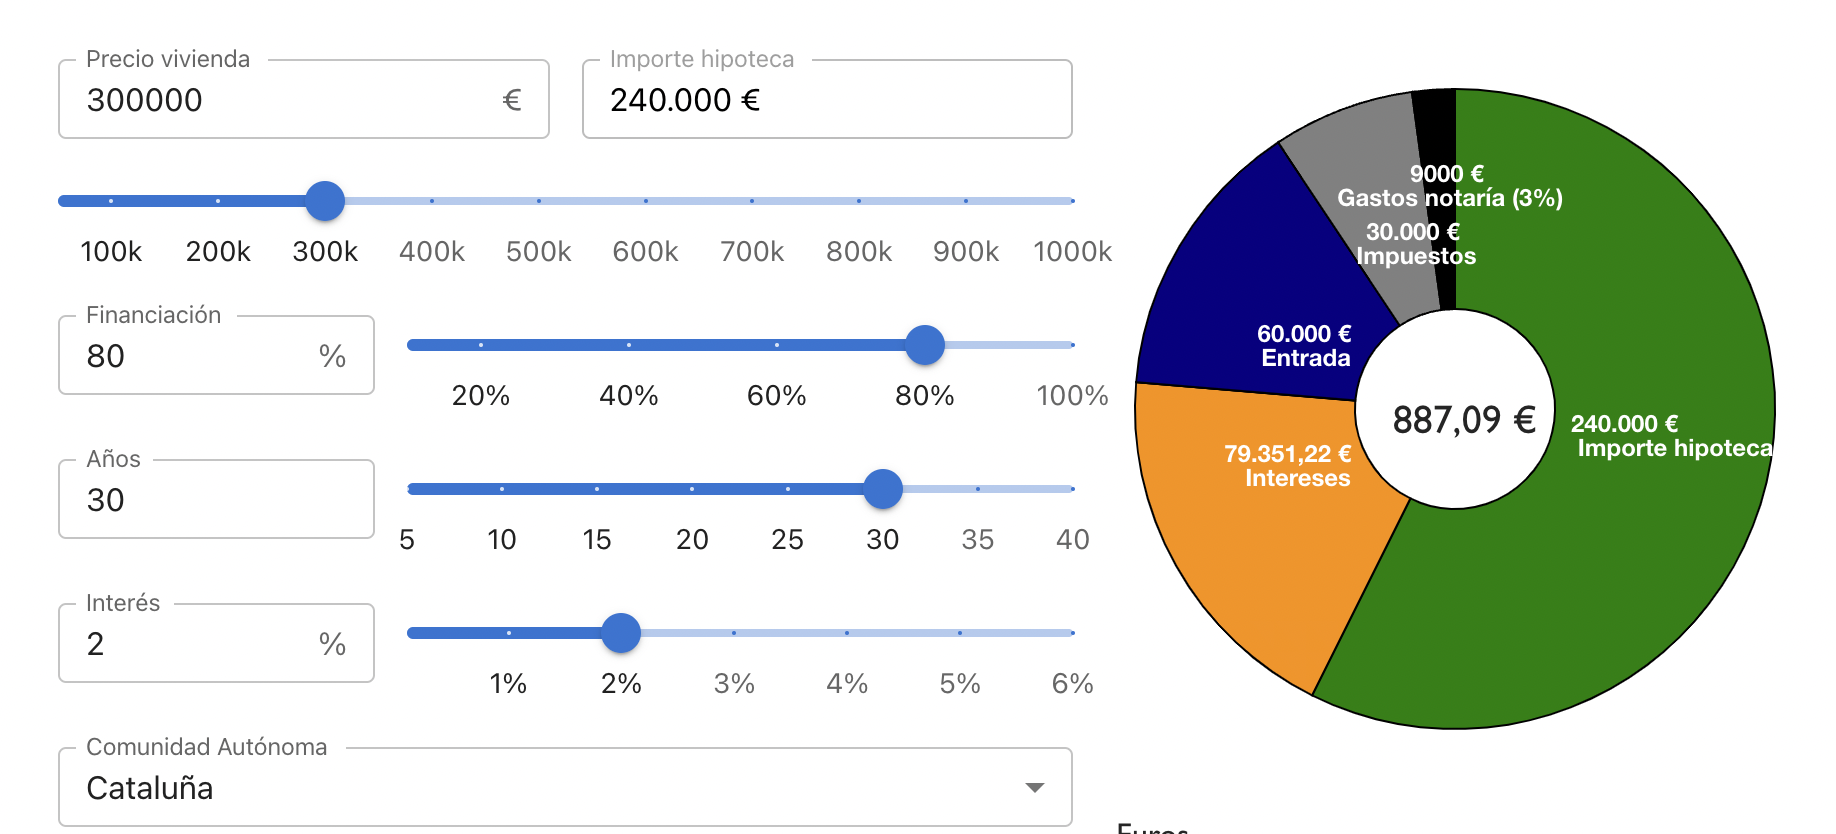 Precio vivienda
300000 €
Importe hipoteca
240.000 €
100k 200k 300k 400k 500k 600k 700k 800k 900k 1000k
Financiación
80 %
20% 40% 60% 80% 100%
Años
30
5 10 15 20 25 30 35 40
Interés
2 %
1% 2% 3% 4% 5% 6%
Comunidad Autónoma
Cataluña
9000 €
Gastos notaría (3%)
30.000 €
Impuestos
60.000 €
Entrada
887,09 €
240.000 €
Importe hipoteca
79.351,22 €
Intereses
Euros